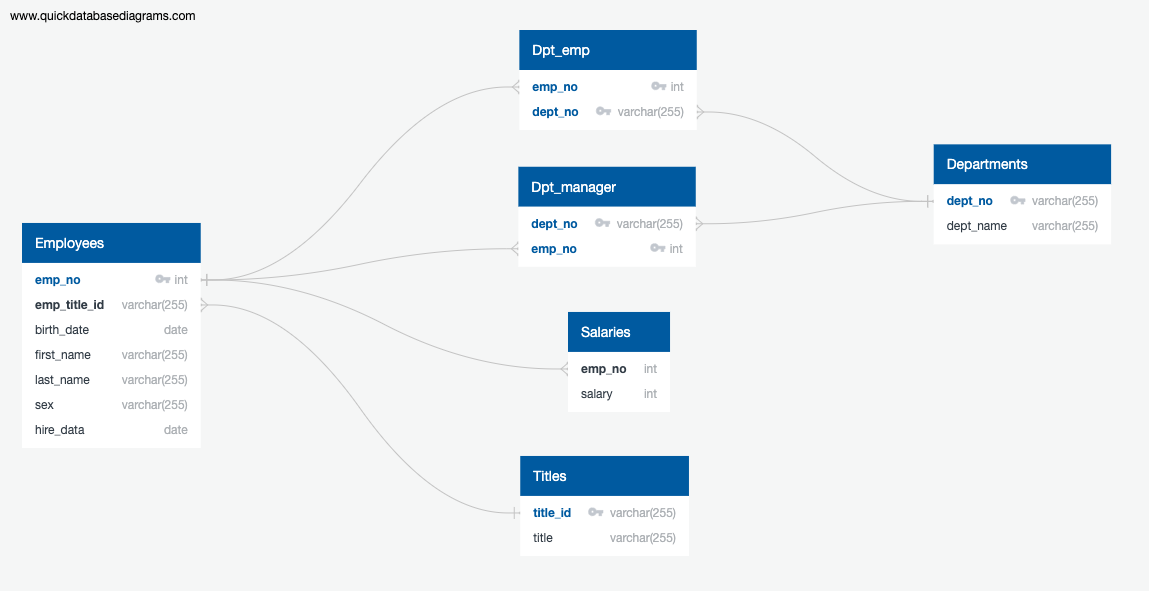 www.quickdatabasediagrams.com
Dpt_emp
emp_no int
dept_no varchar(255)
Dpt_manager
dept_no varchar(255)
emp_no int
Departments
dept_no varchar(255)
dept_name varchar(255)
Employees
emp_no int
emp_title_id varchar(255)
birth_date date
first_name varchar(255)
last_name varchar(255)
sex varchar(255)
hire_data date
Salaries
emp_no int
salary int
Titles
title_id varchar(255)
title varchar(255)